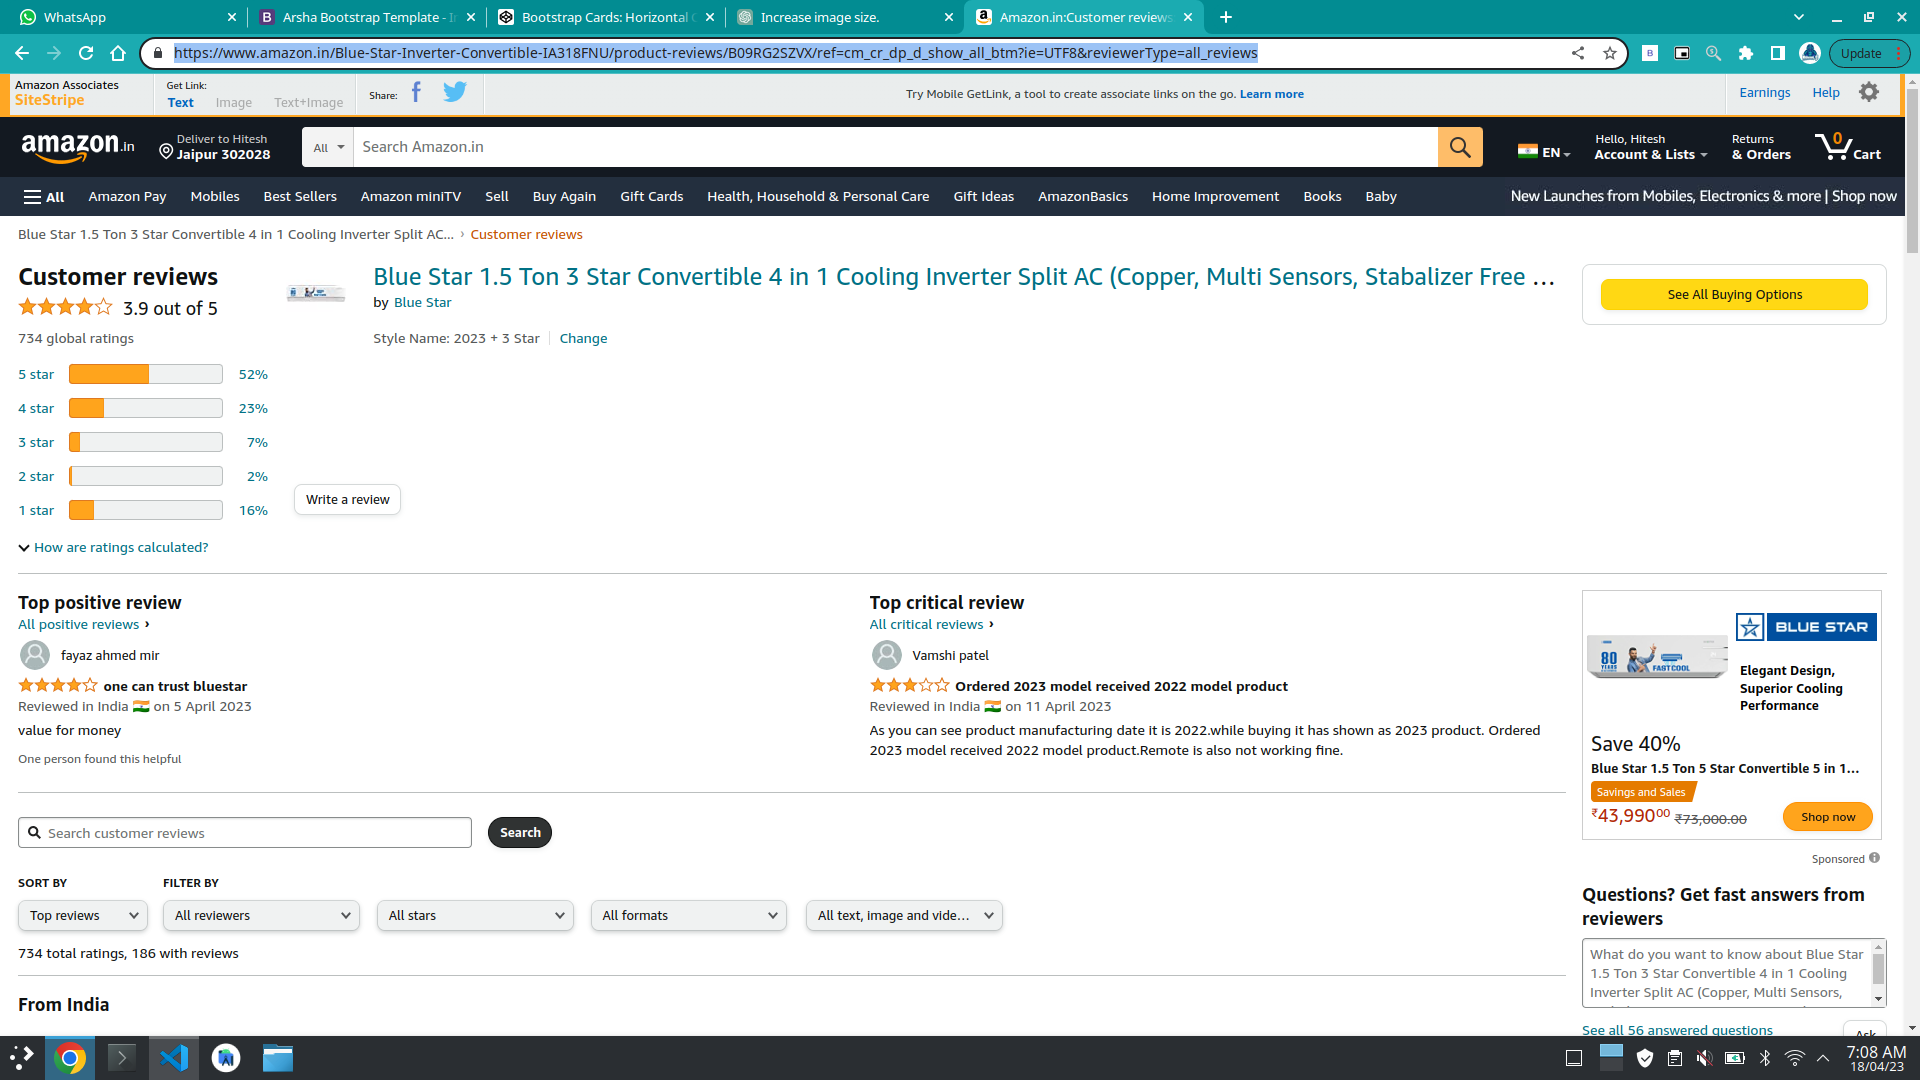 WhatsApp
Arsha Bootstrap Template - In
Bootstrap Cards: Horizontal C
Increase image size.
Amazon.in:Customer reviews
https://www.amazon.in/Blue-Star-Inverter-Convertible-IA318FNU/product-reviews/B09RG2SZVX/ref=cm_cr_dp_d_show_all_btm?ie=UTF8&reviewerType=all_reviews
Update
Amazon Associates
SiteStripe
Get Link:
Text Image Text+Image
Share:
Try Mobile GetLink, a tool to create associate links on the go. Learn more
Earnings Help
amazon.in
Deliver to Hitesh
Jaipur 302028
All
Search Amazon.in
EN
Hello, Hitesh
Account & Lists
Returns
& Orders
0
Cart
All Amazon Pay Mobiles Best Sellers Amazon miniTV Sell Buy Again Gift Cards Health, Household & Personal Care Gift Ideas AmazonBasics Home Improvement Books Baby
New Launches from Mobiles, Electronics & more | Shop now
Blue Star 1.5 Ton 3 Star Convertible 4 in 1 Cooling Inverter Split AC... › Customer reviews
Customer reviews
3.9 out of 5
734 global ratings
5 star 52%
4 star 23%
3 star 7%
2 star 2%
1 star 16%
How are ratings calculated?
Blue Star 1.5 Ton 3 Star Convertible 4 in 1 Cooling Inverter Split AC (Copper, Multi Sensors, Stabalizer Free ...
by Blue Star
Style Name: 2023 + 3 Star Change
Write a review
See All Buying Options
Top positive review
All positive reviews ›
fayaz ahmed mir
one can trust bluestar
Reviewed in India on 5 April 2023
value for money
One person found this helpful
Top critical review
All critical reviews ›
Vamshi patel
Ordered 2023 model received 2022 model product
Reviewed in India on 11 April 2023
As you can see product manufacturing date it is 2022.while buying it has shown as 2023 product. Ordered
2023 model received 2022 model product.Remote is also not working fine.
BLUE STAR
80
YEARS
FAST COOL
Elegant Design,
Superior Cooling
Performance
Save 40%
Blue Star 1.5 Ton 5 Star Convertible 5 in 1...
Savings and Sales
₹43,99000 ₹73,000.00
Shop now
Sponsored
Search customer reviews
Search
SORT BY
FILTER BY
Top reviews
All reviewers
All stars
All formats
All text, image and vide...
734 total ratings, 186 with reviews
From India
Questions? Get fast answers from
reviewers
What do you want to know about Blue Star
1.5 Ton 3 Star Convertible 4 in 1 Cooling
Inverter Split AC (Copper, Multi Sensors,
See all 56 answered questions
Ask
7:08 AM
18/04/23